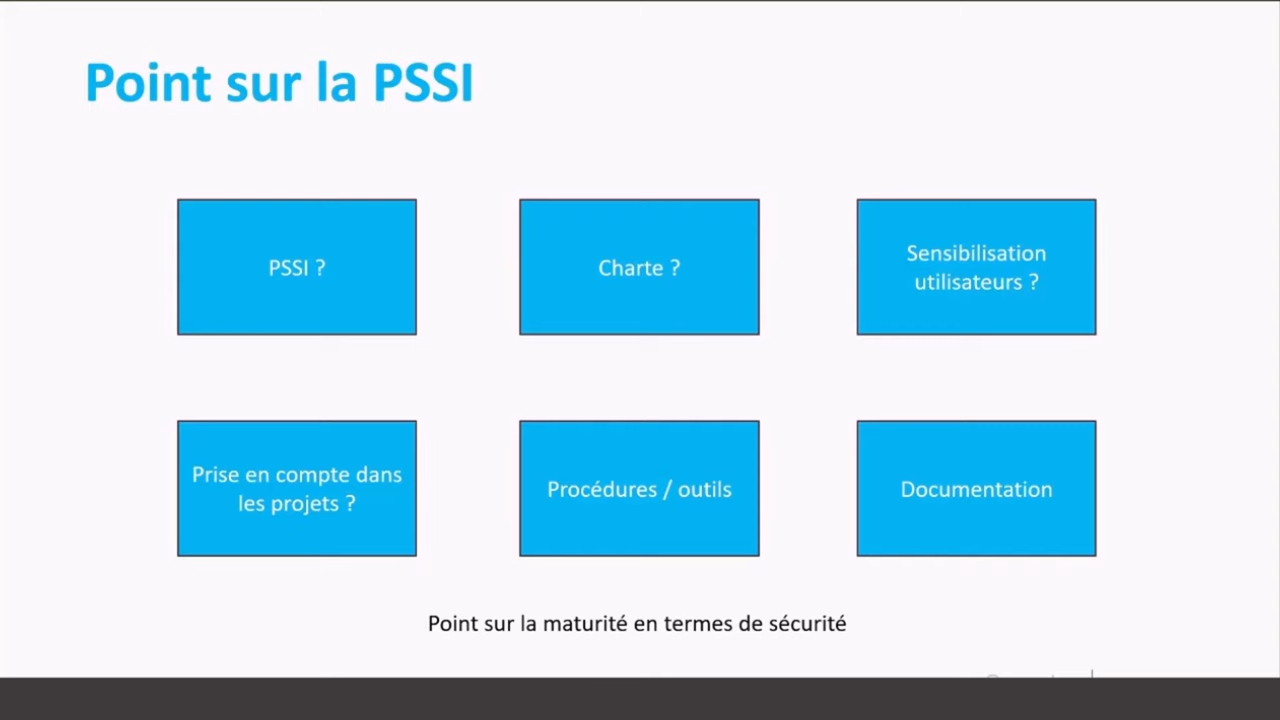 Point sur la PSSI
PSSI ?
Charte ?
Sensibilisation
utilisateurs ?
Prise en compte dans
les projets ?
Procédures / outils
Documentation
Point sur la maturité en termes de sécurité